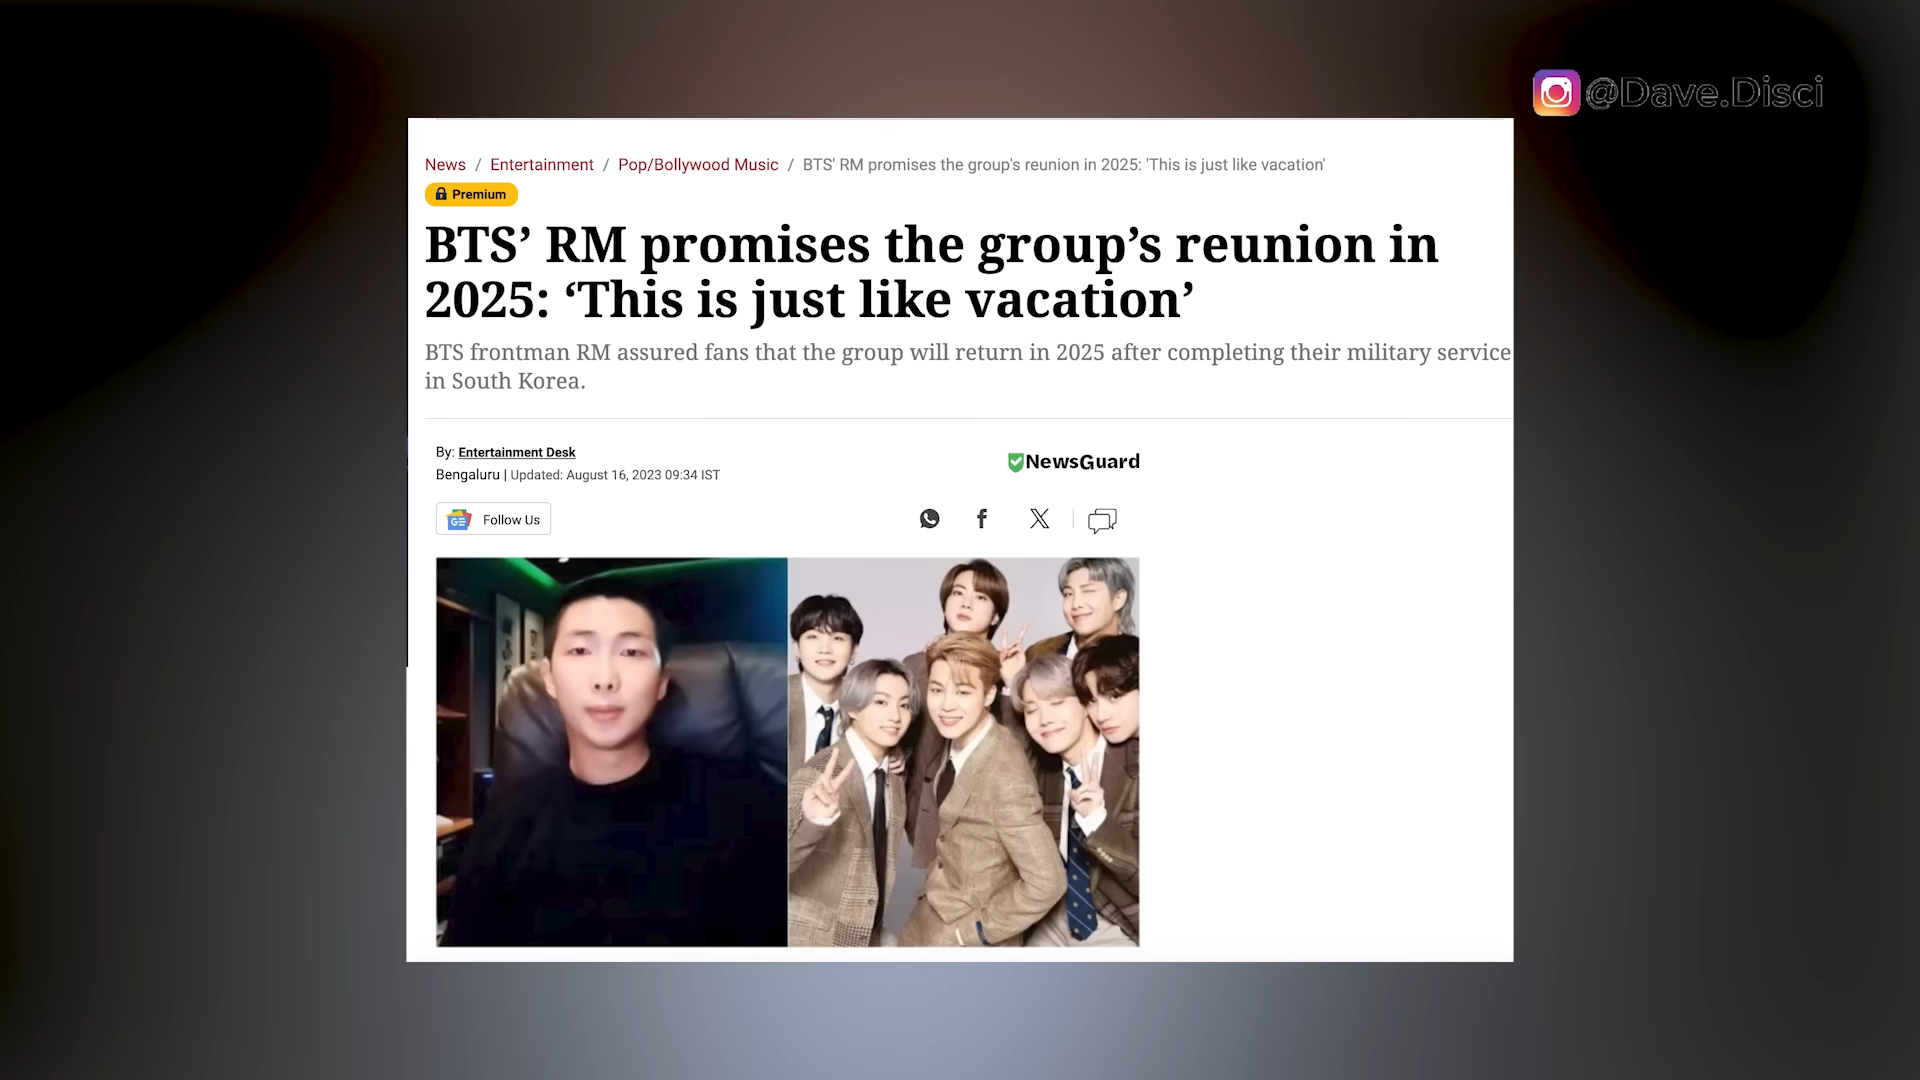 @Dave.Disci
News / Entertainment / Pop/Bollywood Music / BTS' RM promises the group's reunion in 2025: 'This is just like vacation'
Premium
BTS’ RM promises the group’s reunion in
2025: ‘This is just like vacation’
BTS frontman RM assured fans that the group will return in 2025 after completing their military service
in South Korea.
By: Entertainment Desk
NewsGuard
Bengaluru | Updated: August 16, 2023 09:34 IST
GE Follow Us